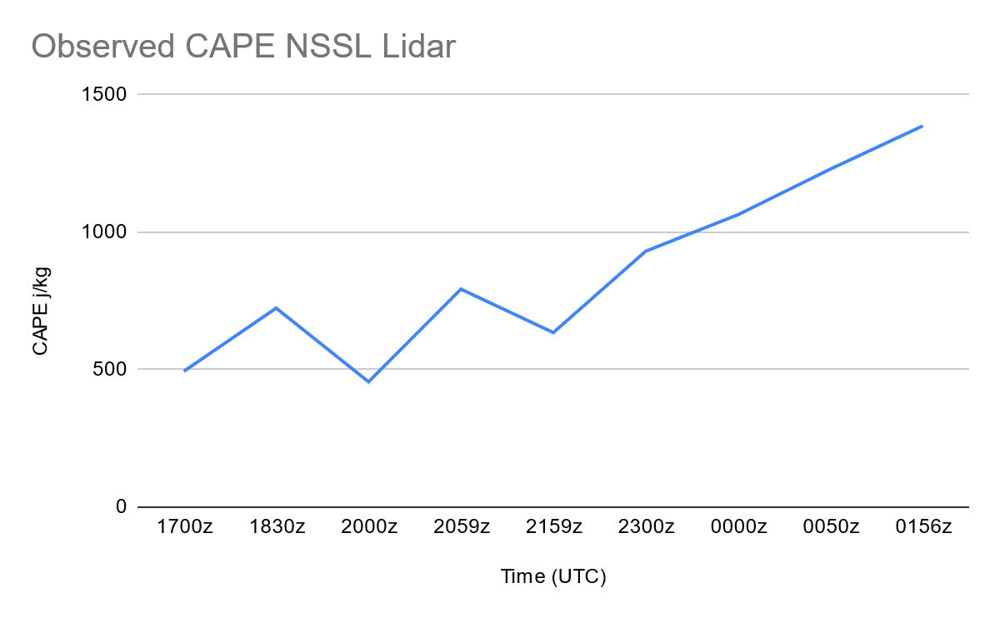 Observed CAPE NSSL Lidar
1500
1000
500
0
CAPE j/kg
1700z 1830z 2000z 2059z 2159z 2300z 0000z 0050z 0156z
Time (UTC)